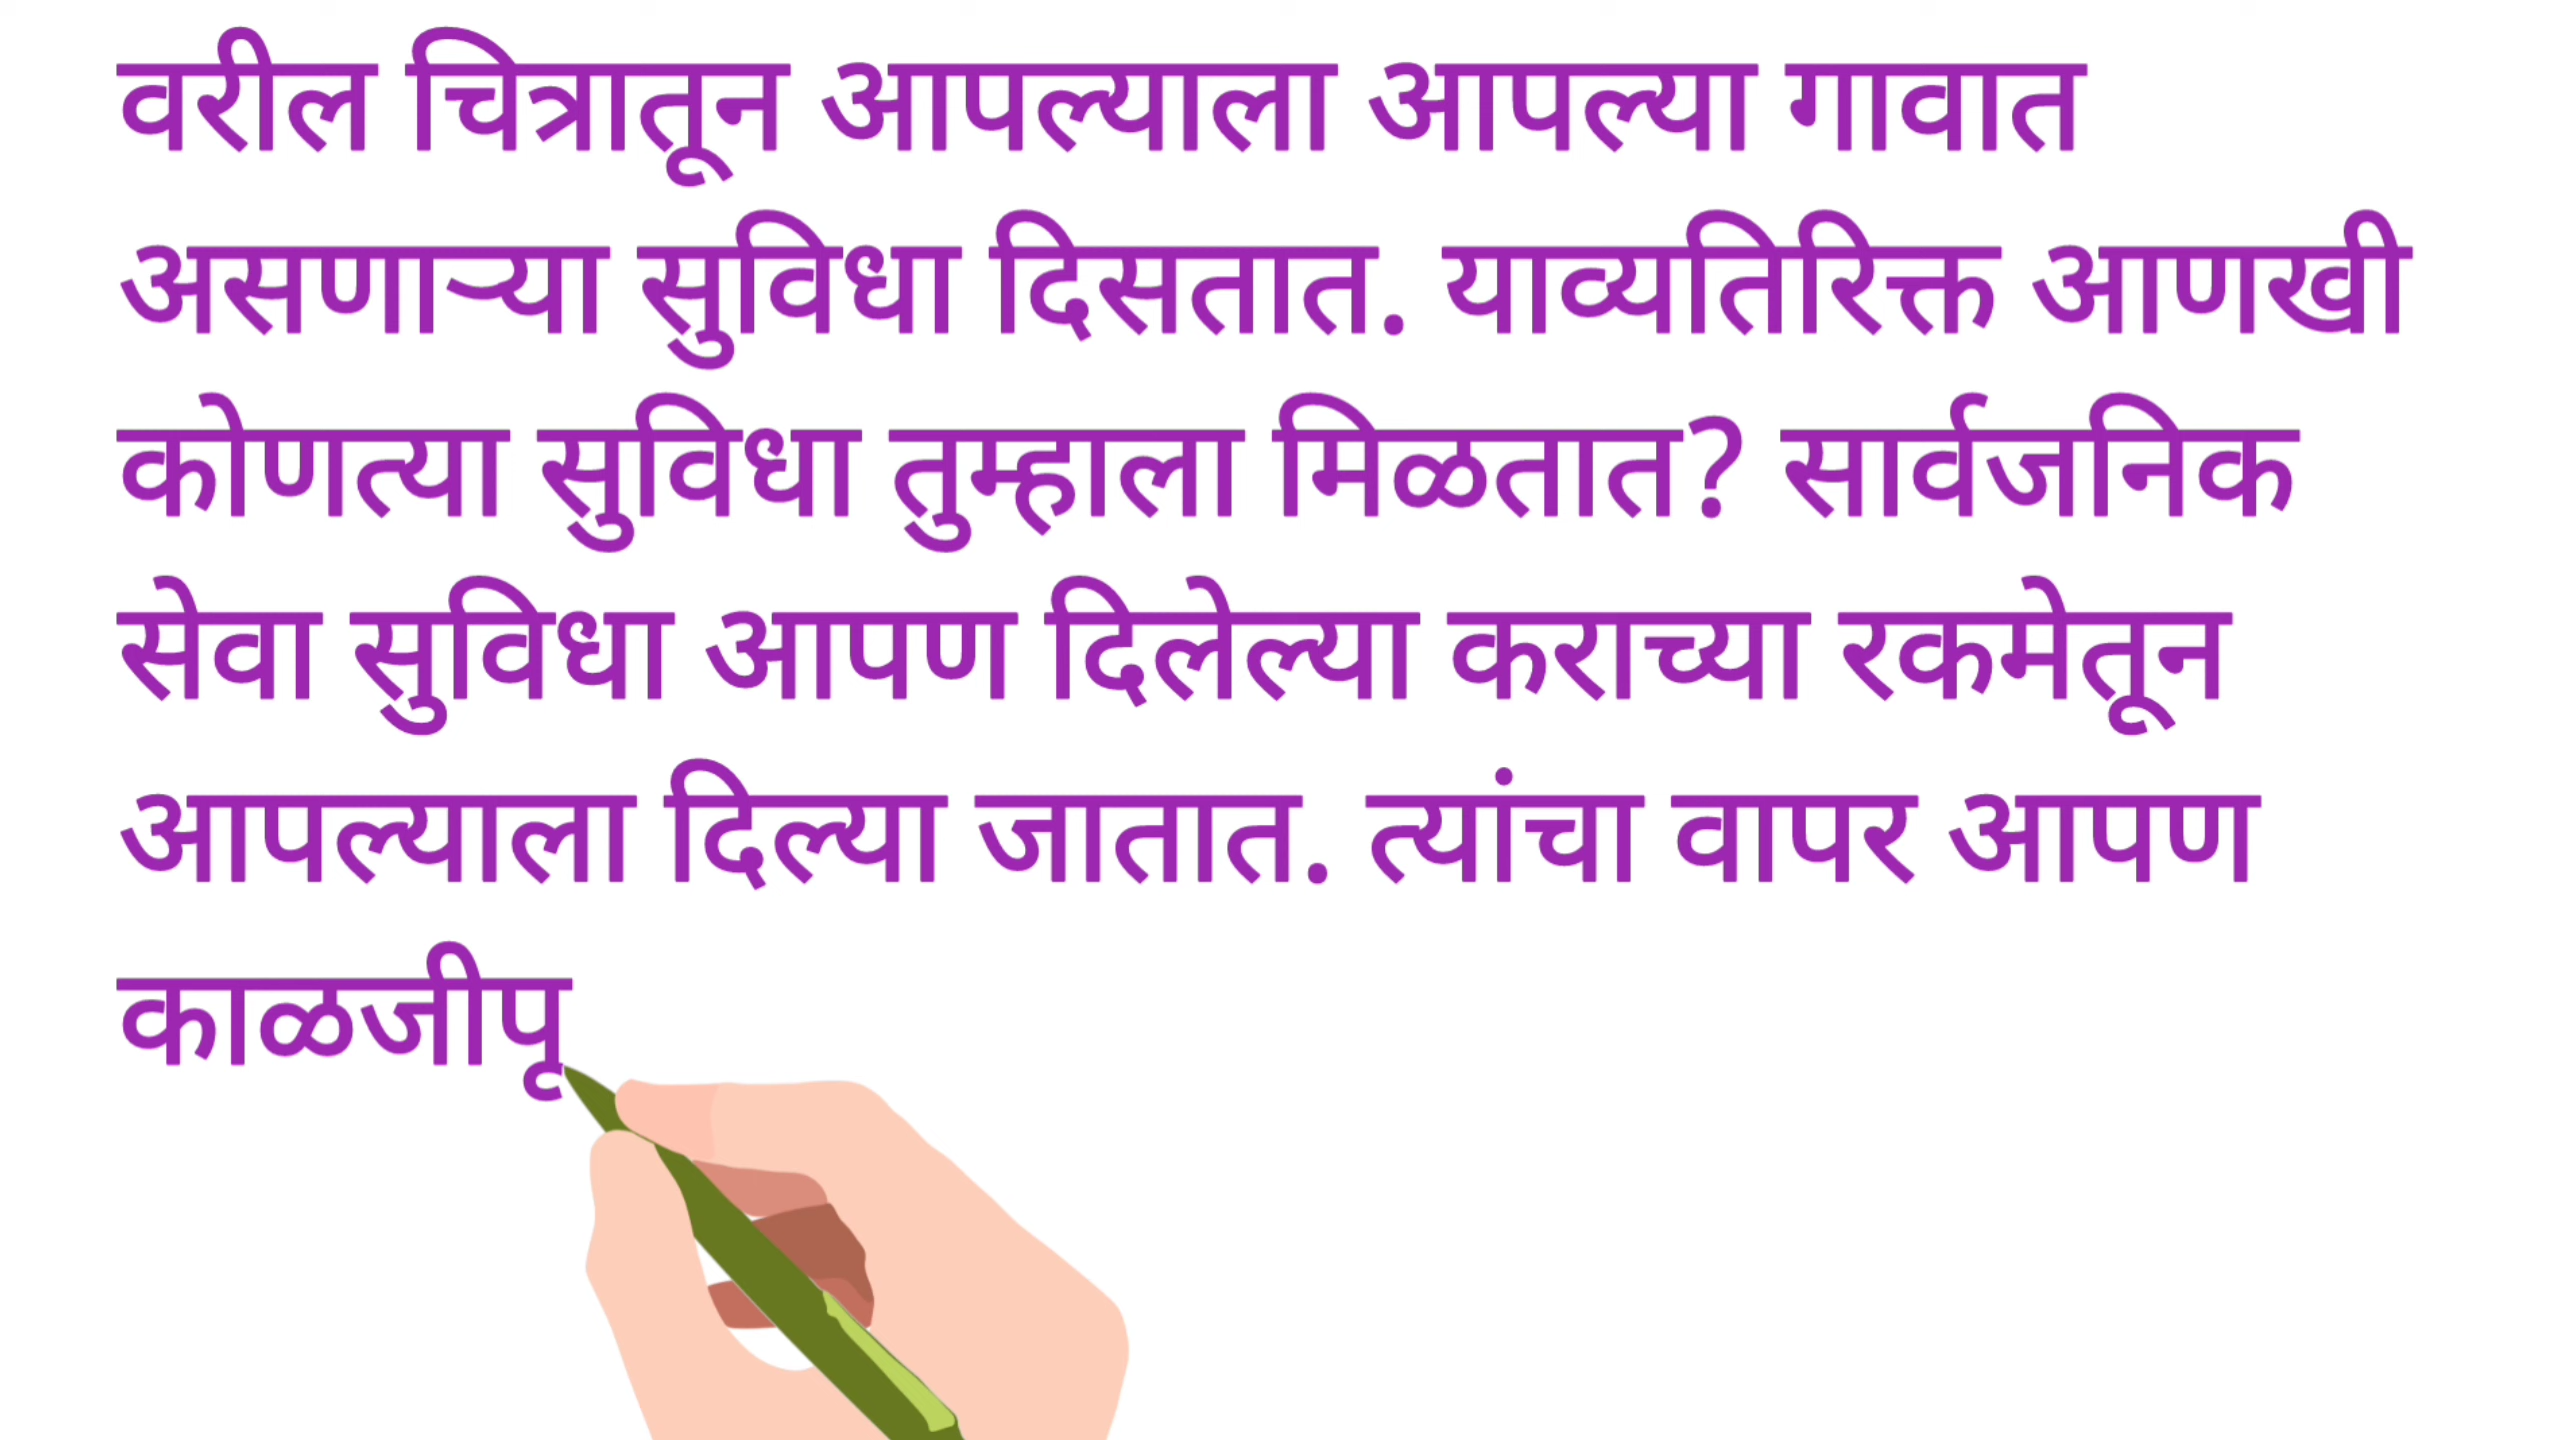 वरील चित्रातून आपल्याला आपल्या गावात
असणाऱ्या सुविधा दिसतात. याव्यतिरिक्त आणखी
कोणत्या सुविधा तुम्हाला मिळतात? सार्वजनिक
सेवा सुविधा आपण दिलेल्या कराच्या रकमेतून
आपल्याला दिल्या जातात. त्यांचा वापर आपण
काळजीपू